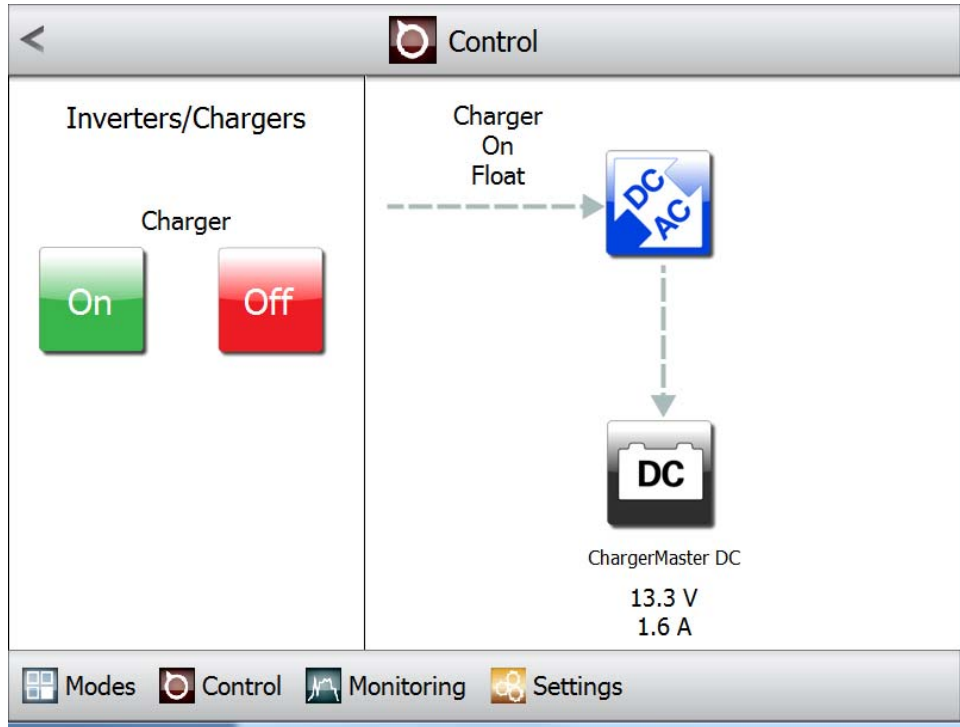 Control
Inverters/Chargers
Charger
On
Off
Charger
On
Float
DC
AC
DC
ChargerMaster DC
13.3 V
1.6 A
Modes
Control
Monitoring
Settings